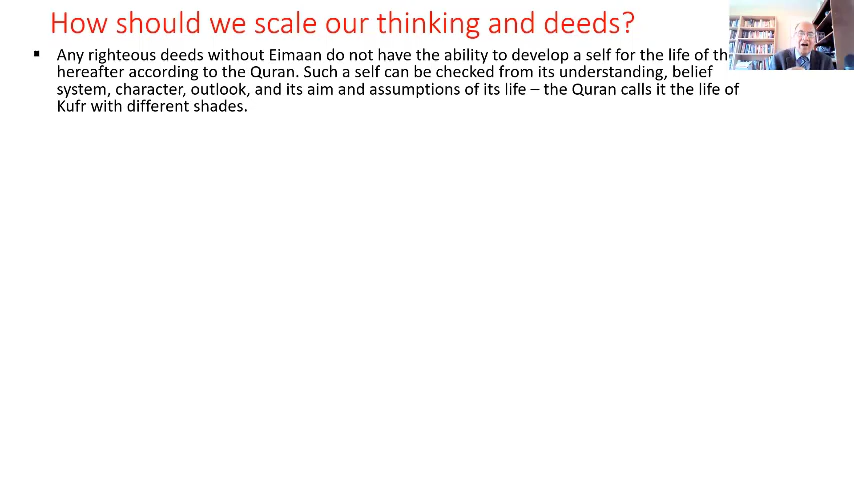 How should we scale our thinking and deeds?
▪ Any righteous deeds without Eimaan do not have the ability to develop a self for the life of th
hereafter according to the Quran. Such a self can be checked from its understanding, belief
system, character, outlook, and its aim and assumptions of its life – the Quran calls it the life of
Kufr with different shades.